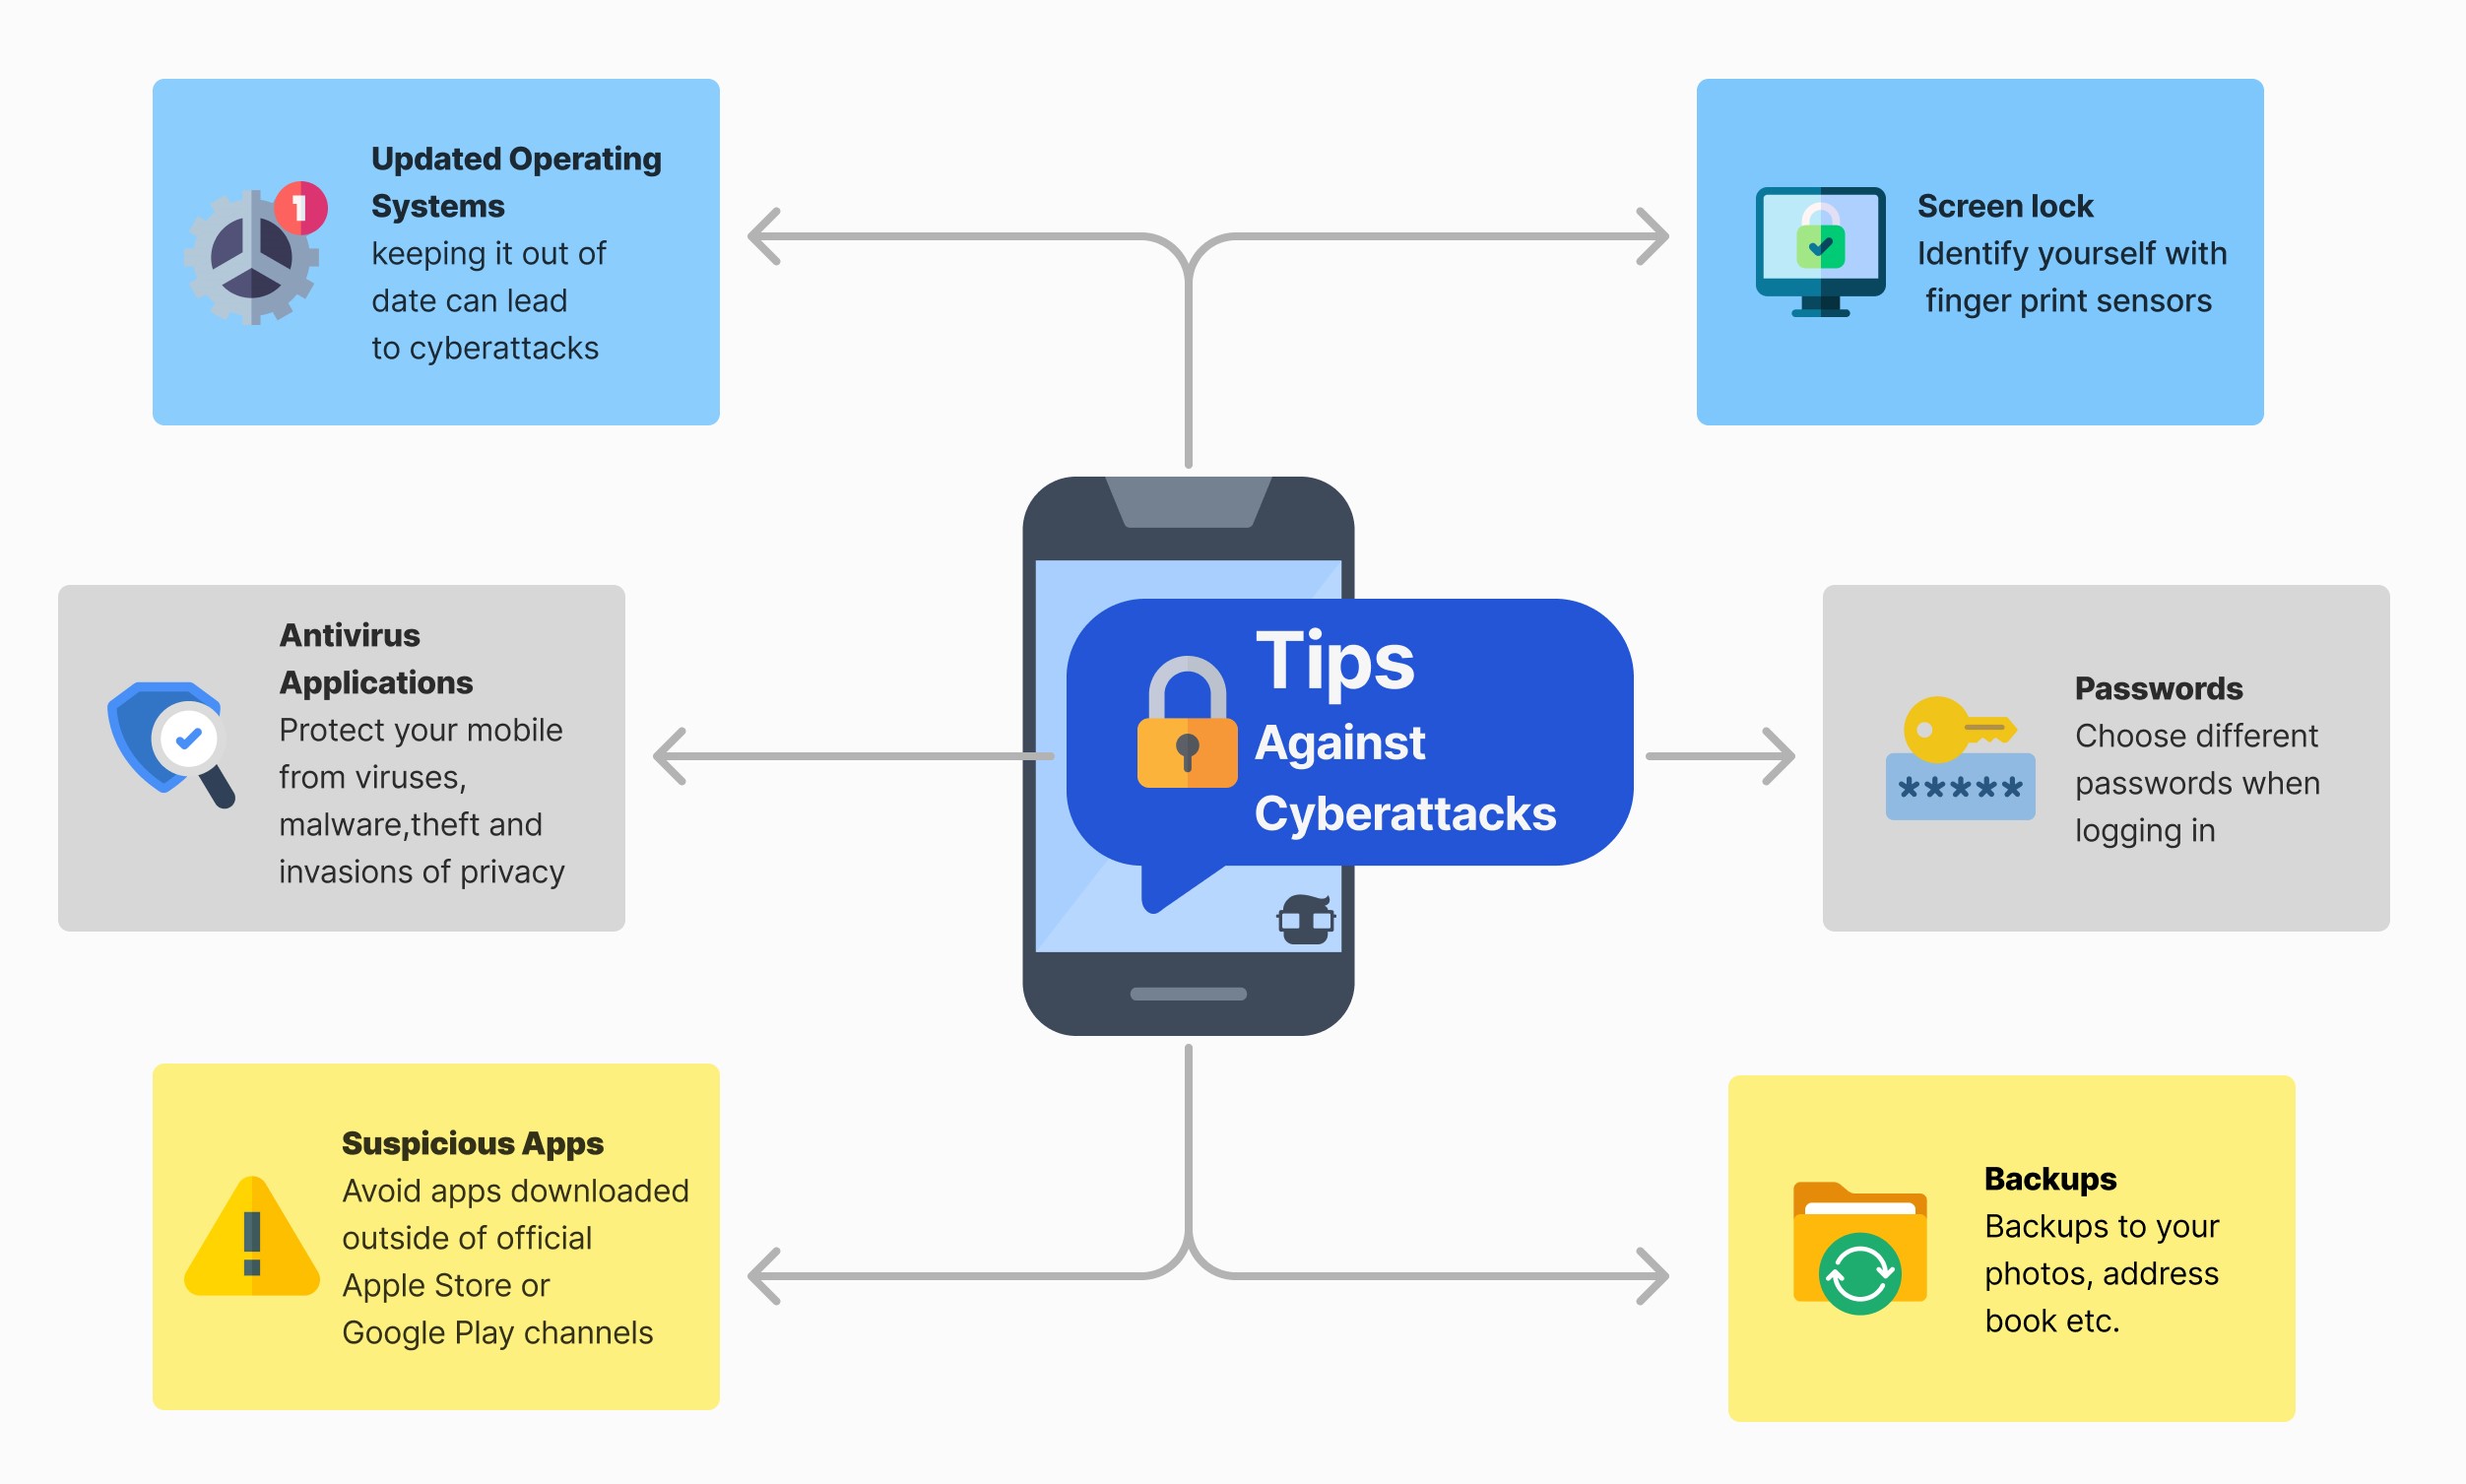 Updated Operating
Systems
keeping it out of
date can lead
to cyberattacks
1
Screen lock
Identify yourself with
finger print sensors
Antivirus
Applications
Protect your mobile
from viruses,
malware,theft and
invasions of privacy
Tips
Against
Cyberattacks
Passwords
Choose different
passwords when
logging in
*****
Suspicious Apps
Avoid apps downloaded
outside of official
Apple Store or
Google Play channels
!
Backups
Backups to your
photos, address
book etc.